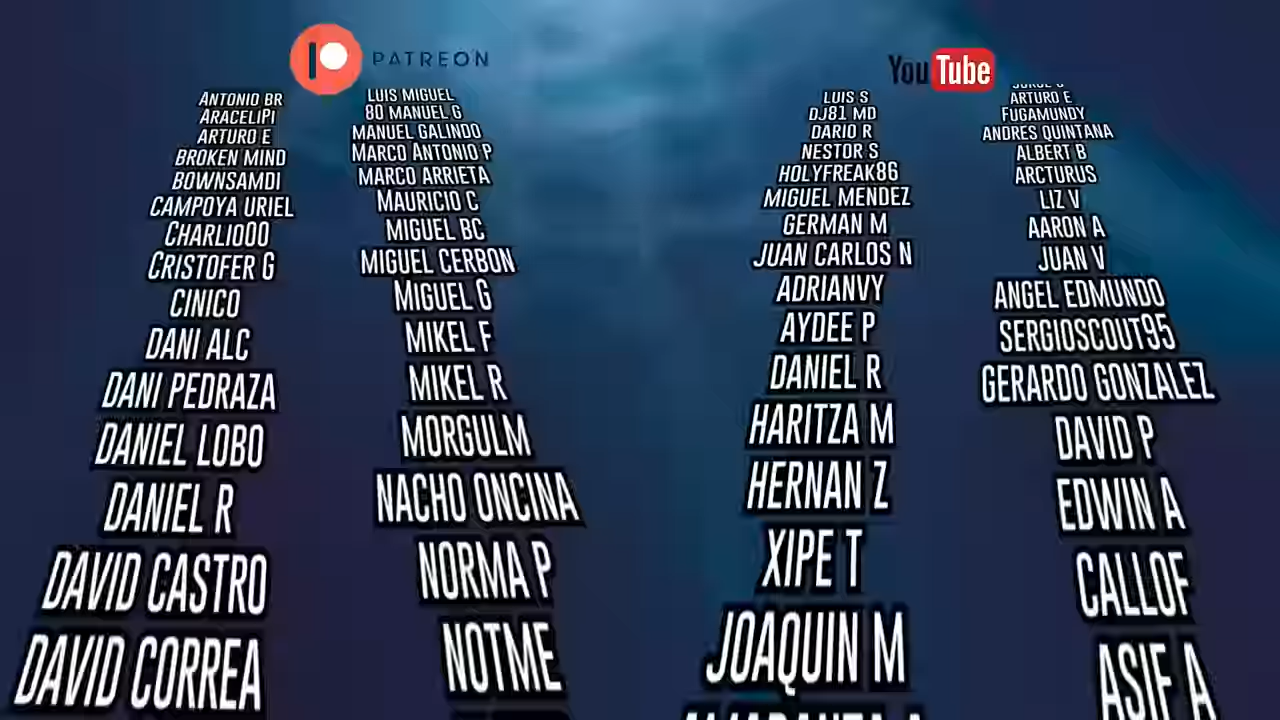 PATREON
ANTONIO BR
ARACELIPI
ARTURO E
BROKEN MIND
BOWNSAMDI
CAMPOYA URIEL
CHARLIO00
CRISTOFER G
CINICO
DANI ALC
DANI PEDRAZA
DANIEL LOBO
DANIEL R
DAVID CASTRO
DAVID CORREA
LUIS MIGUEL
80 MANUEL G
MANUEL GALINDO
MARCO ANTONIO P
MARCO ARRIETA
MAURICIO C
MIGUEL BC
MIGUEL CERBON
MIGUEL G
MIKEL F
MIKEL R
MORGULM
NACHO ONCINA
NORMA P
NOTME
YouTube
LUIS S
DJ81 MD
DARIO R
NESTOR S
HOLYFREAK86
MIGUEL MENDEZ
GERMAN M
JUAN CARLOS N
ADRIANVY
AYDEE P
DANIEL R
HARITZA M
HERNAN Z
XIPE T
JOAQUIN M
ARTURO E
FUGAMUNDY
ANDRES QUINTANA
ALBERT B
ARCTURUS
LIZ V
AARON A
JUAN V
ANGEL EDMUNDO
SERGIOSCOUT95
GERARDO GONZALEZ
DAVID P
EDWIN A
CALLOF
ASIF A